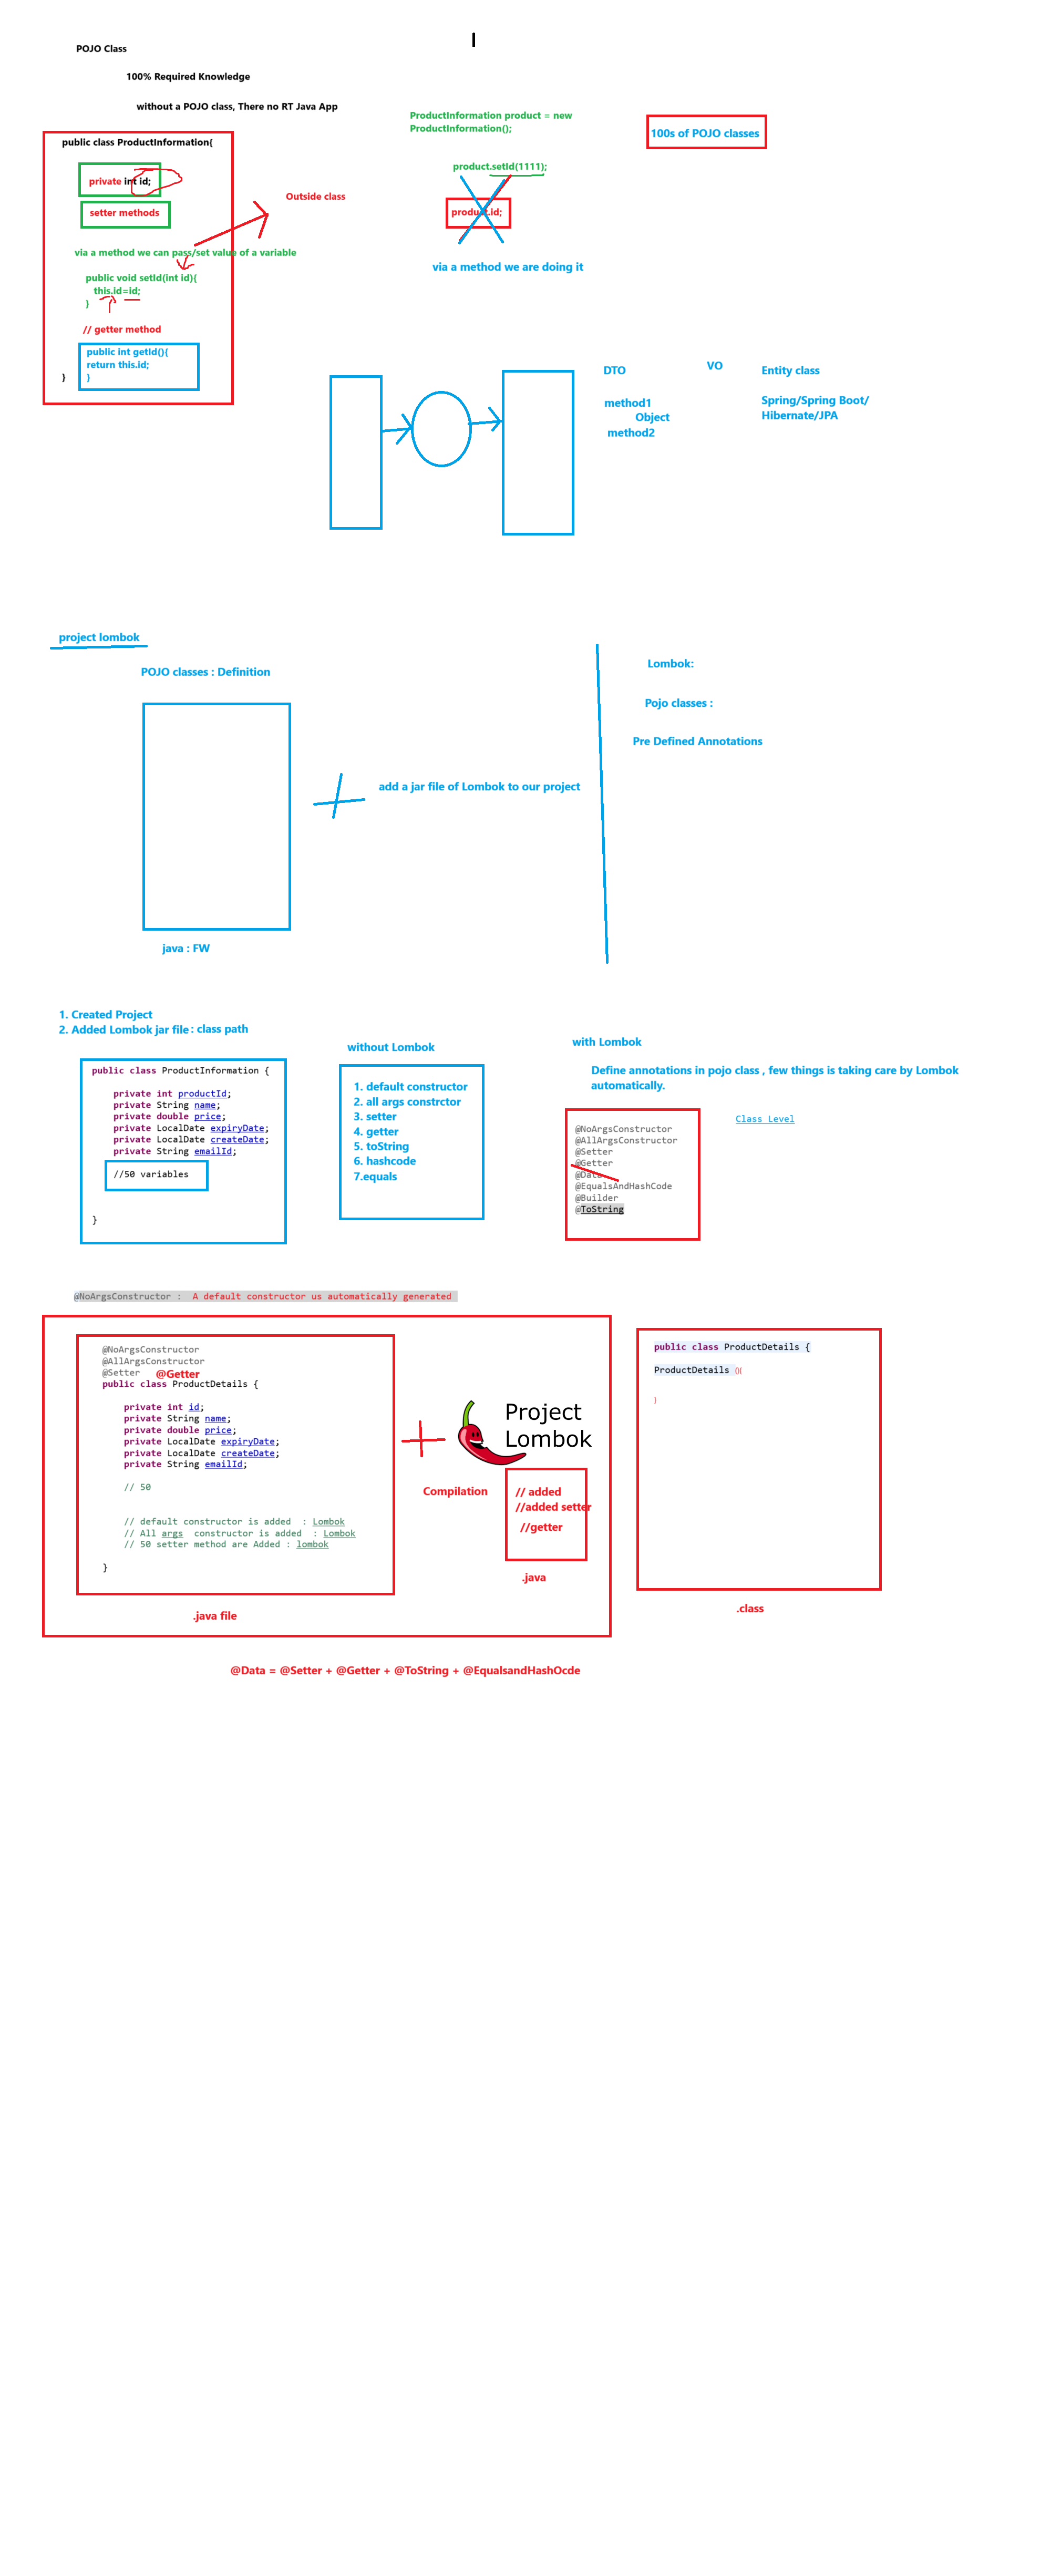 POJO Class
100% Required Knowledge
without a POJO class, There no RT Java App
public class ProductInformation{
private int id;
setter methods
via a method we can pass/set value of a variable
public void setId(int id){
this.id=id;
}
// getter method
public int getId(){
return this.id;
}
}
Outside class
ProductInformation product = new
ProductInformation();
product.setId(1111);
product.id;
via a method we are doing it
100s of POJO classes
DTO
VO
Entity class
method1
Object
method2
Spring/Spring Boot/
Hibernate/JPA
project lombok
POJO classes : Definition
add a jar file of Lombok to our project
java : FW
Lombok:
Pojo classes :
Pre Defined Annotations
1. Created Project
2. Added Lombok jar file : class path
public class ProductInformation {
private int productId;
private String name;
private double price;
private LocalDate expiryDate;
private LocalDate createDate;
private String emailId;
//50 variables
}
without Lombok
1. default constructor
2. all args constrctor
3. setter
4. getter
5. toString
6. hashcode
7.equals
with Lombok
Define annotations in pojo class , few things is taking care by Lombok
automatically.
@NoArgsConstructor
@AllArgsConstructor
@Setter
@Getter
@Data
@EqualsAndHashCode
@Builder
@ToString
Class Level
@NoArgsConstructor : A default constructor us automatically generated
@NoArgsConstructor
@AllArgsConstructor
@Setter @Getter
public class ProductDetails {
private int id;
private String name;
private double price;
private LocalDate expiryDate;
private LocalDate createDate;
private String emailId;
// 50
// default constructor is added : Lombok
// All args constructor is added : Lombok
// 50 setter method are Added : lombok
}
.java file
Project
Lombok
Compilation
// added
//added setter
//getter
.java
public class ProductDetails {
ProductDetails (){
}
.class
@Data = @Setter + @Getter + @ToString + @EqualsandHashOcde